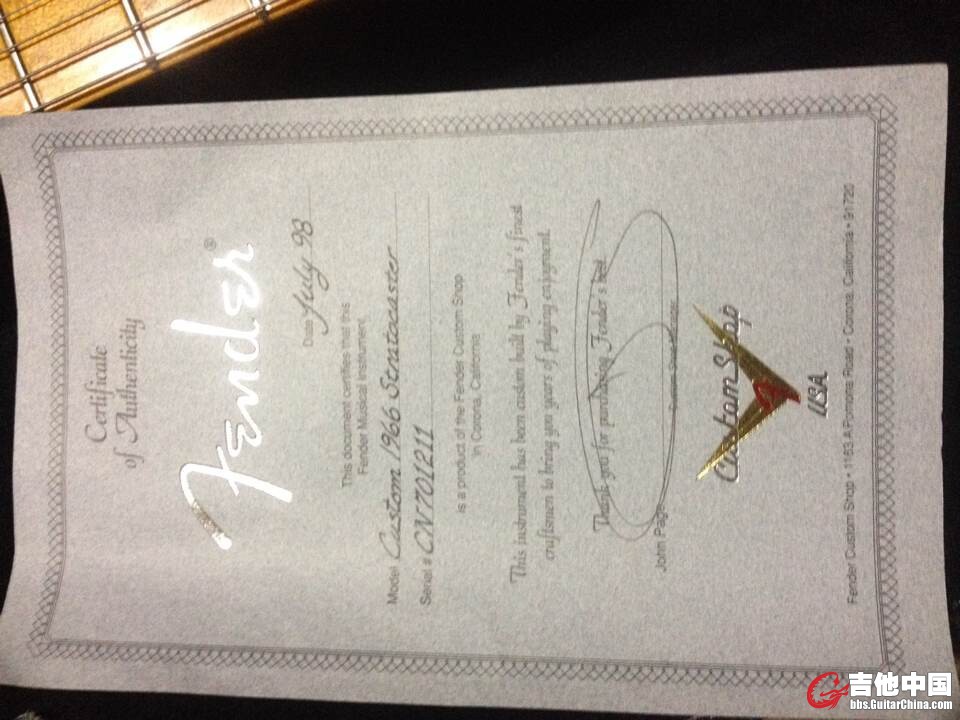 Certificate
of Authenticity
Fender®
Date July 98
This document certifies that this
Fender Musical Instrument,
Model Custom 1966 Stratocaster
Serial # CN701211
is a product of the Fender Custom Shop
in Corona, California
This instrument has been custom built by Fender's finest
craftsmen to bring you years of playing enjoyment.
Thank you for purchasing Fender's best
John Page
Custom Shop
USA
Fender Custom Shop • 1163 A Pomona Road • Corona, California • 91720
吉他中国
bbs.GuitarChina.com